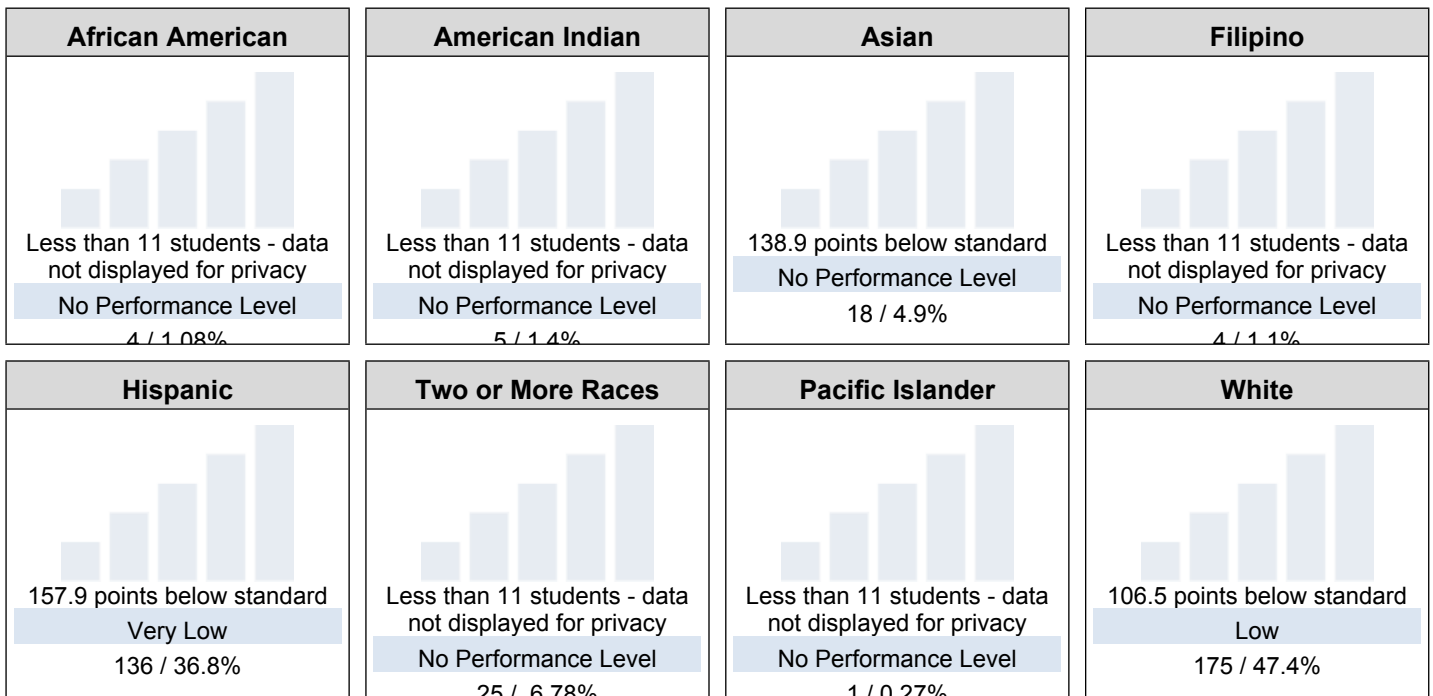 African American
American Indian
Asian
Filipino
Less than 11 students - data
not displayed for privacy
No Performance Level
4 / 1.08%
Less than 11 students - data
not displayed for privacy
No Performance Level
5 / 1.4%
138.9 points below standard
No Performance Level
18 / 4.9%
Less than 11 students - data
not displayed for privacy
No Performance Level
4 / 1.1%
Hispanic
Two or More Races
Pacific Islander
White
157.9 points below standard
Very Low
136 / 36.8%
Less than 11 students - data
not displayed for privacy
No Performance Level
25 / 6.78%
Less than 11 students - data
not displayed for privacy
No Performance Level
1 / 0.27%
106.5 points below standard
Low
175 / 47.4%